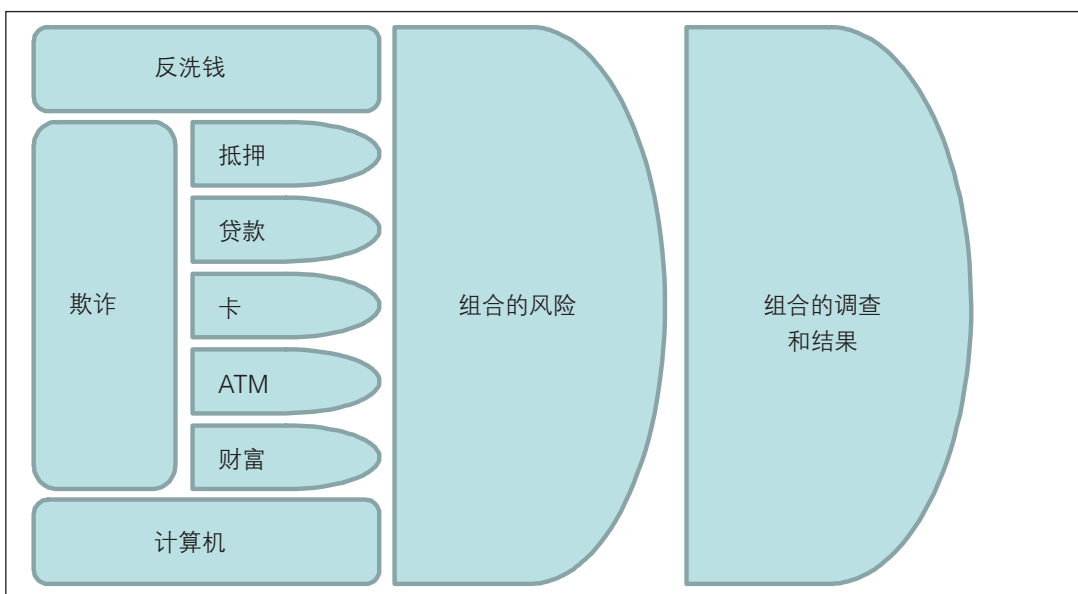 反洗钱
欺诈
抵押
贷款
卡
ATM
财富
计算机
组合的风险
组合的调查
和结果